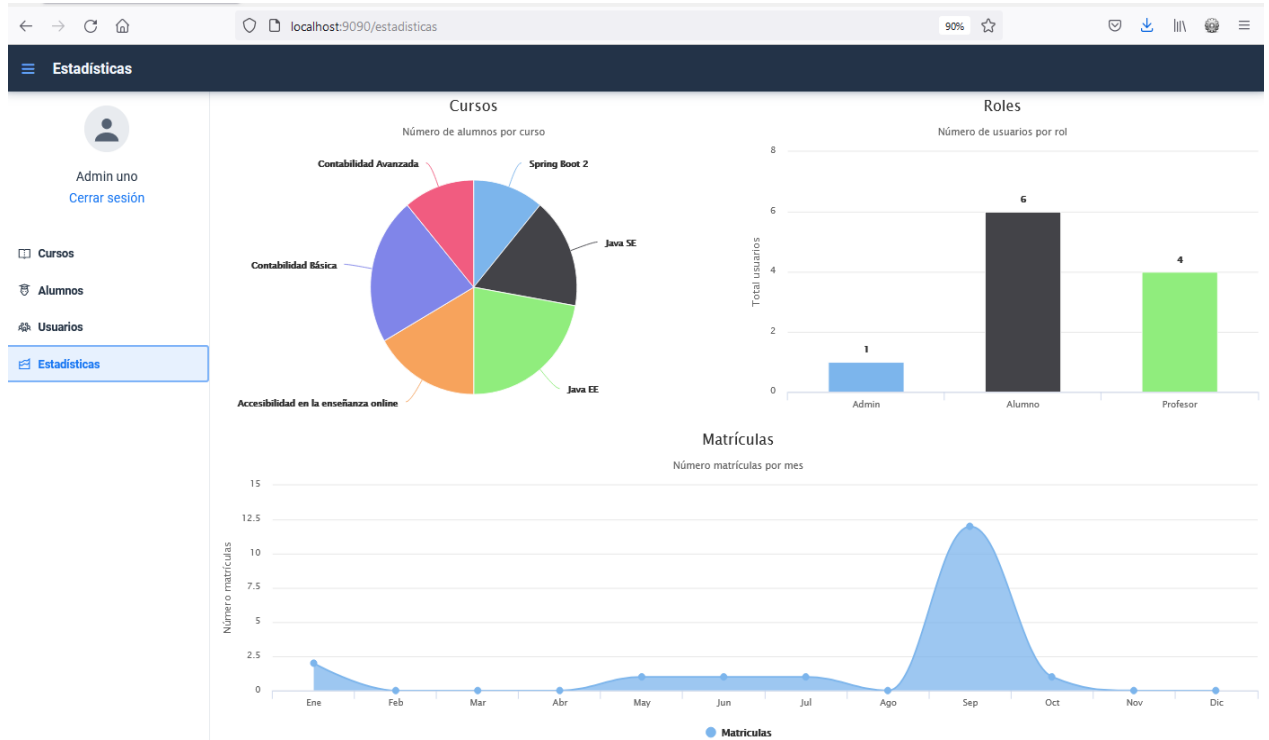 localhost:9090/estadisticas
90%
Estadísticas
Admin uno
Cerrar sesión
Cursos
Alumnos
Usuarios
Estadísticas
Cursos
Número de alumnos por curso
Contabilidad Avanzada
Spring Boot 2
Java SE
Contabilidad Básica
Java EE
Accesibilidad en la enseñanza online
Roles
Número de usuarios por rol
Total usuarios
8
6
4
2
0
1
6
4
Admin
Alumno
Profesor
Matrículas
Número matrículas por mes
Número matrículas
15
12.5
10
7.5
5
2.5
0
Ene
Feb
Mar
Abr
May
Jun
Jul
Ago
Sep
Oct
Nov
Dic
Matriculas